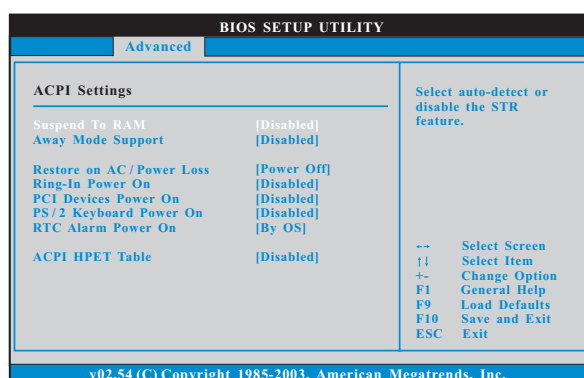 BIOS SETUP UTILITY
Advanced
ACPI Settings
Suspend To RAM [Disabled]
Away Mode Support [Disabled]
Restore on AC / Power Loss [Power Off]
Ring-In Power On [Disabled]
PCI Devices Power On [Disabled]
PS / 2 Keyboard Power On [Disabled]
RTC Alarm Power On [By OS]
ACPI HPET Table [Disabled]
Select auto-detect or
disable the STR
feature.
←→ Select Screen
↑↓ Select Item
+- Change Option
F1 General Help
F9 Load Defaults
F10 Save and Exit
ESC Exit
v02.54 (C) Copyright 1985-2003, American Megatrends, Inc.